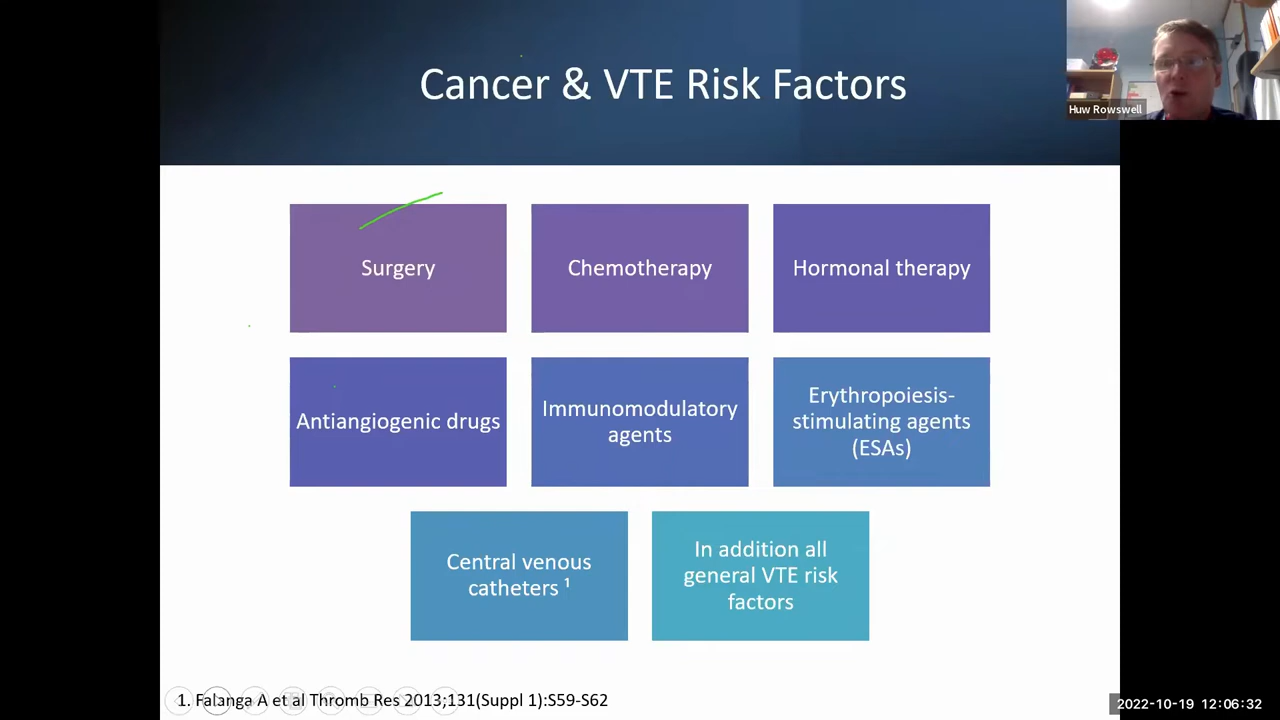 Cancer & VTE Risk Factors
Huw Rowswell
Surgery
Chemotherapy
Hormonal therapy
Antiangiogenic drugs
Immunomodulatory
agents
Erythropoiesis-
stimulating agents
(ESAs)
Central venous
catheters ¹
In addition all
general VTE risk
factors
1. Falanga A et al Thromb Res 2013;131(Suppl 1):S59-S62
2022-10-19 12:06:32